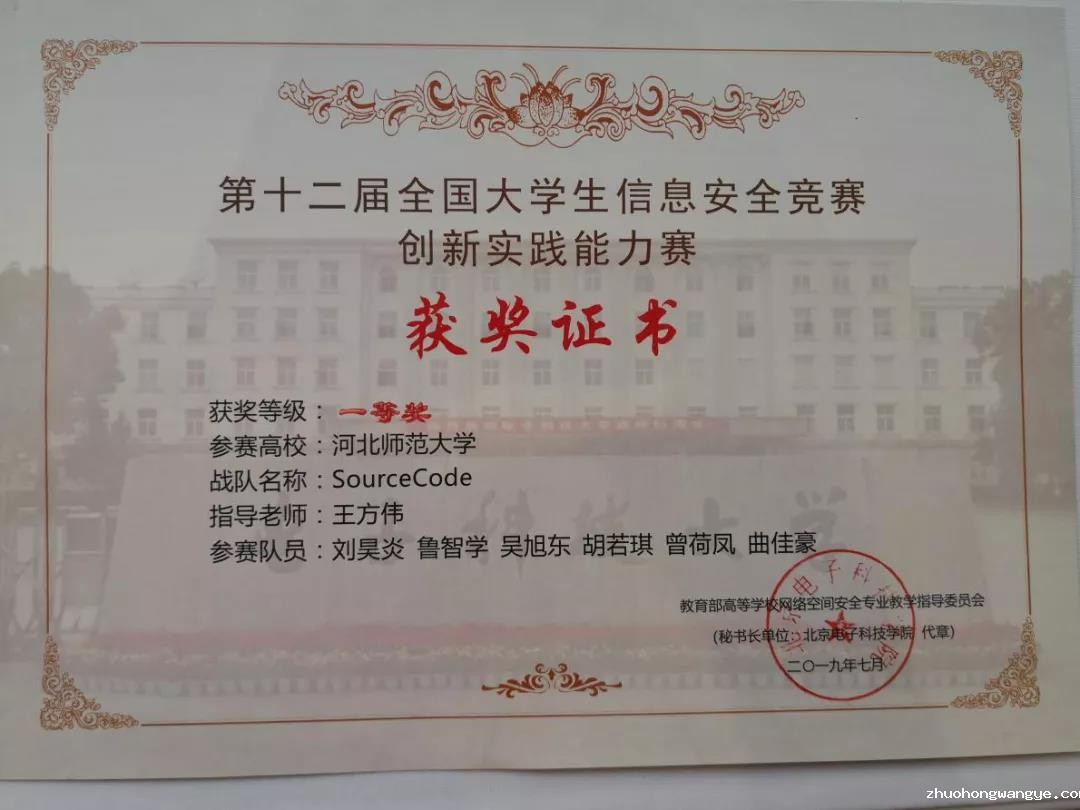 第十二届全国大学生信息安全竞赛
创新实践能力赛
获奖证书
获奖等级：一等奖
参赛高校：河北师范大学
战队名称：SourceCode
指导老师：王方伟
参赛队员：刘昊炎 鲁智学 吴旭东 胡若琪 曾荷凤 曲佳豪
教育部高等学校网络空间安全专业教学指导委员会
（秘书长单位：北京电子科技学院 代章）
二〇一九年七月
zhuohongwangye.co